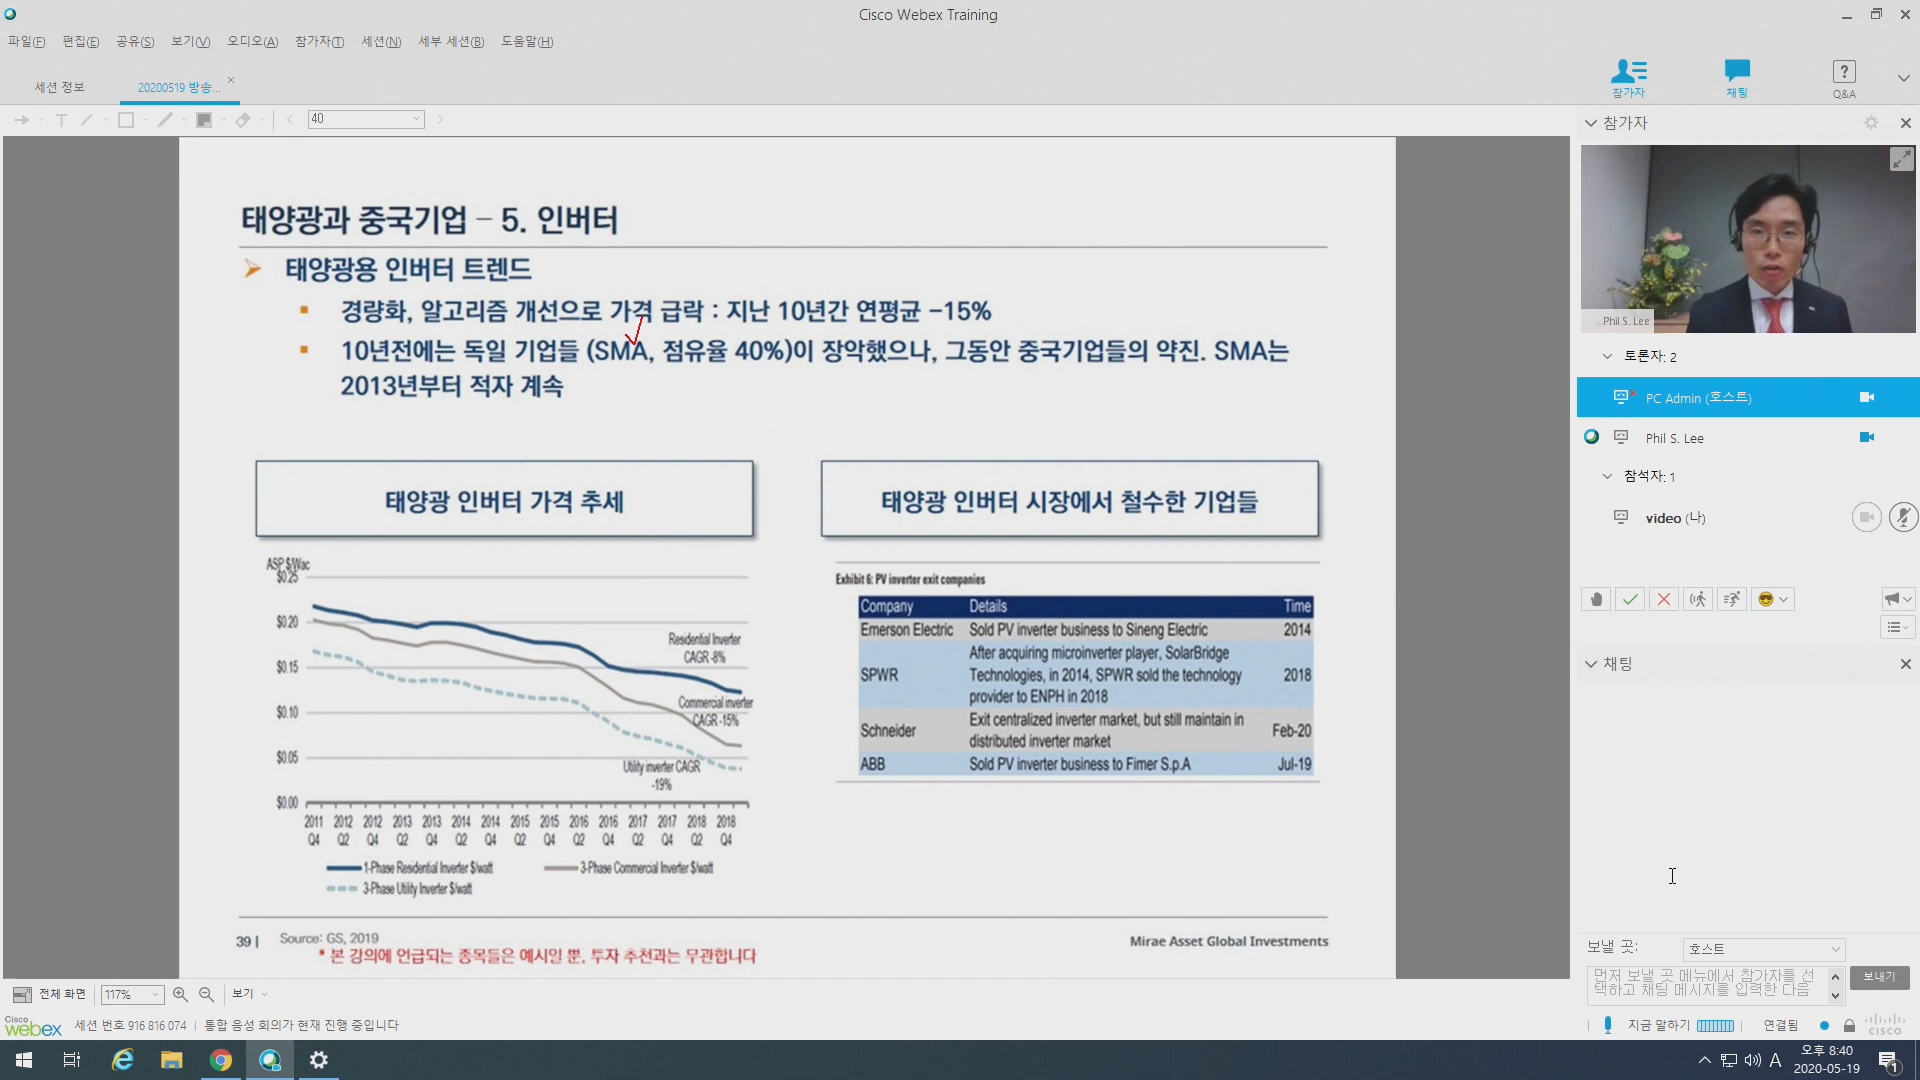 Cisco Webex Training
파일(F) 편집(E) 공유(S) 보기(V) 오디오(A) 참가자(T) 세션(N) 세부 세션(B) 도움말(H)
세션 정보 20200519 방송...
참가자 채팅 Q&A
40
태양광과 중국기업 – 5. 인버터
태양광용 인버터 트렌드
경량화, 알고리즘 개선으로 가격 급락 : 지난 10년간 연평균 -15%
10년전에는 독일 기업들 (SMA, 점유율 40%)이 장악했으나, 그동안 중국기업들의 약진. SMA는
2013년부터 적자 계속
태양광 인버터 가격 추세
ASP $/Wac
$0.25
$0.20
$0.15
$0.10
$0.05
$0.00
Residential Inverter
CAGR -8%
Commercial inverter
CAGR -15%
Utility inverter CAGR
-19%
2011 2012 2012 2013 2013 2014 2014 2015 2015 2016 2016 2017 2017 2018 2018
Q4 Q2 Q4 Q2 Q4 Q2 Q4 Q2 Q4 Q2 Q4 Q2 Q4 Q2 Q4
1-Phase Residential Inverter $/watt 3-Phase Commercial Inverter $/watt
3-Phase Utility Inverter $/watt
태양광 인버터 시장에서 철수한 기업들
Exhibit 6: PV inverter exit companies
Company Details Time
Emerson Electric Sold PV inverter business to Sineng Electric 2014
After acquiring microinverter player, SolarBridge
SPWR Technologies, in 2014, SPWR sold the technology 2018
provider to ENPH in 2018
Exit centralized inverter market, but still maintain in
Schneider distributed inverter market Feb-20
ABB Sold PV inverter business to Fimer S.p.A Jul-19
39 | Source: GS, 2019 Mirae Asset Global Investments
* 본 강의에 언급되는 종목들은 예시일 뿐, 투자 추천과는 무관합니다
참가자
Phil S. Lee
토론자: 2
PC Admin (호스트)
Phil S. Lee
참석자: 1
video (나)
채팅
보낼 곳: 호스트
먼저 보낼 곳 메뉴에서 참가자를 선
택하고 채팅 메시지를 입력한 다음
보내기
전체 화면 117% 보기
Cisco webex 세션 번호 916 816 074 | 통합 음성 회의가 현재 진행 중입니다
지금 말하기 연결됨 cisco
A 오후 8:40
2020-05-19
1